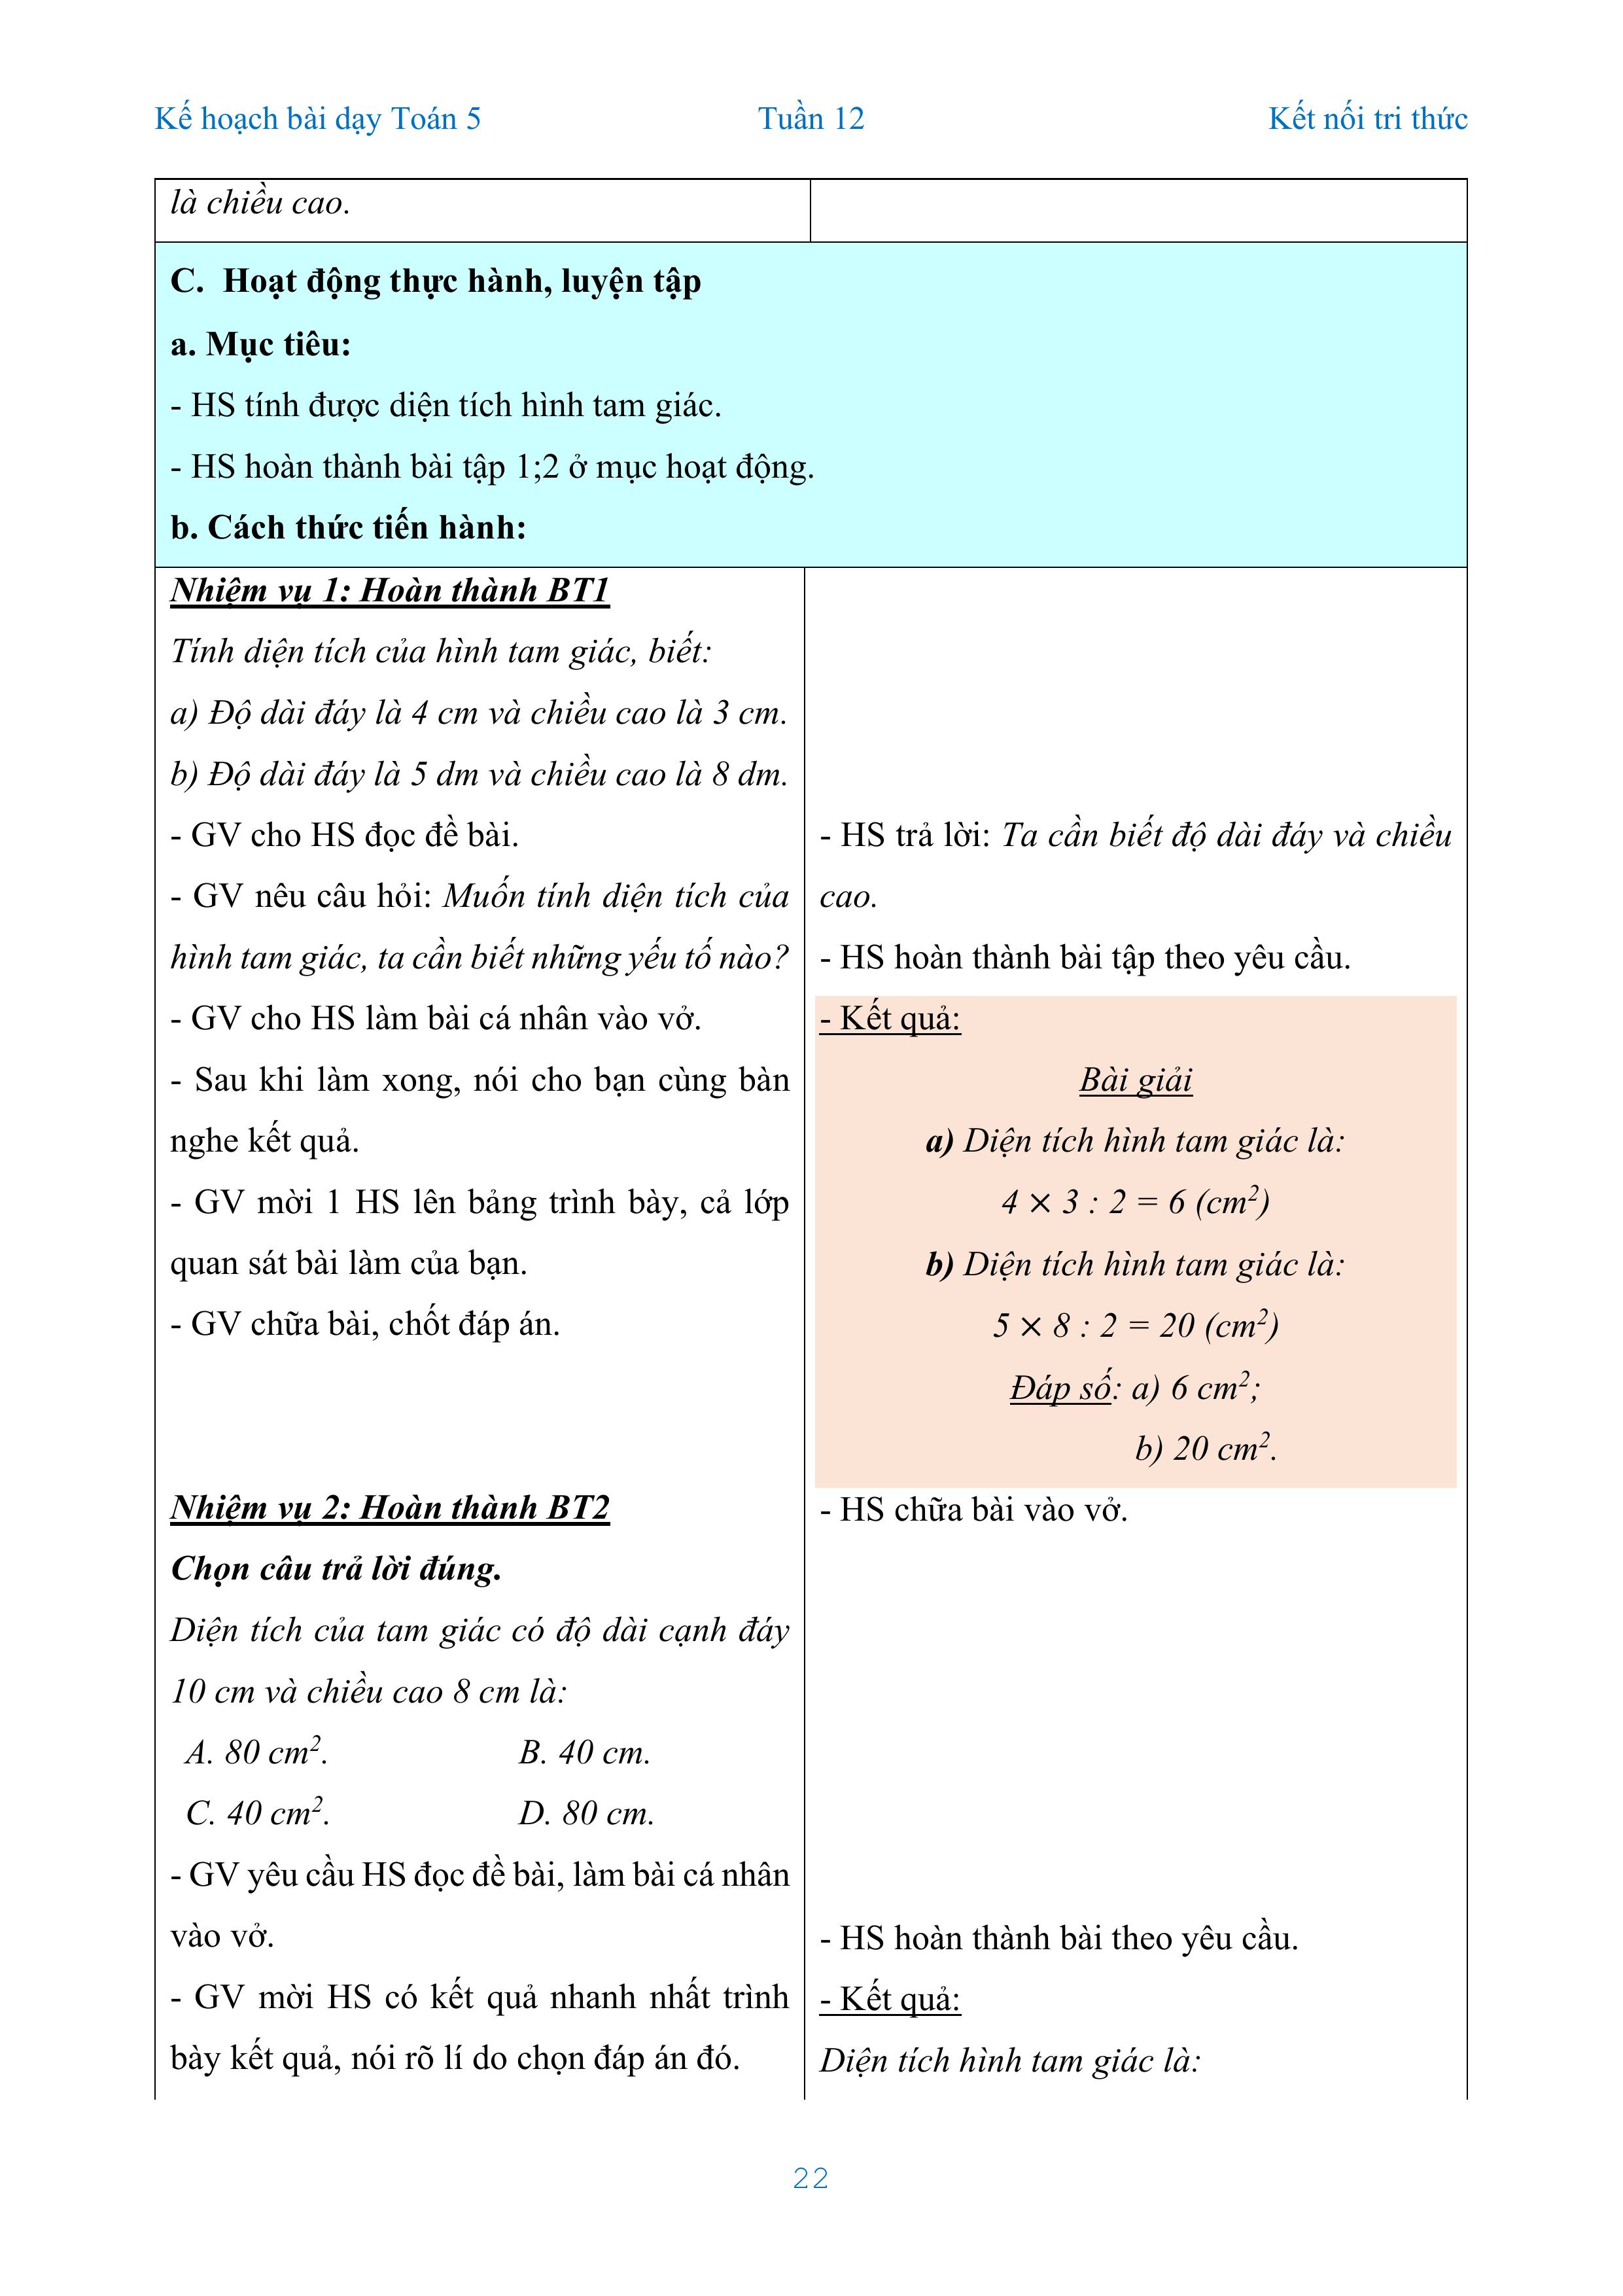 Kế hoạch bài dạy Toán 5 Tuần 12 Kết nối tri thức
là chiều cao.
C. Hoạt động thực hành, luyện tập
a. Mục tiêu:
- HS tính được diện tích hình tam giác.
- HS hoàn thành bài tập 1;2 ở mục hoạt động.
b. Cách thức tiến hành:
Nhiệm vụ 1: Hoàn thành BT1
Tính diện tích của hình tam giác, biết:
a) Độ dài đáy là 4 cm và chiều cao là 3 cm.
b) Độ dài đáy là 5 dm và chiều cao là 8 dm.
- GV cho HS đọc đề bài.
- GV nêu câu hỏi: Muốn tính diện tích của
hình tam giác, ta cần biết những yếu tố nào?
- GV cho HS làm bài cá nhân vào vở.
- Sau khi làm xong, nói cho bạn cùng bàn
nghe kết quả.
- GV mời 1 HS lên bảng trình bày, cả lớp
quan sát bài làm của bạn.
- GV chữa bài, chốt đáp án.
Nhiệm vụ 2: Hoàn thành BT2
Chọn câu trả lời đúng.
Diện tích của tam giác có độ dài cạnh đáy
10 cm và chiều cao 8 cm là:
A. 80 cm². B. 40 cm.
C. 40 cm². D. 80 cm.
- GV yêu cầu HS đọc đề bài, làm bài cá nhân
vào vở.
- GV mời HS có kết quả nhanh nhất trình
bày kết quả, nói rõ lí do chọn đáp án đó.
- HS trả lời: Ta cần biết độ dài đáy và chiều
cao.
- HS hoàn thành bài tập theo yêu cầu.
- Kết quả:
Bài giải
a) Diện tích hình tam giác là:
4 × 3 : 2 = 6 (cm²)
b) Diện tích hình tam giác là:
5 × 8 : 2 = 20 (cm²)
Đáp số: a) 6 cm²;
b) 20 cm².
- HS chữa bài vào vở.
- HS hoàn thành bài theo yêu cầu.
- Kết quả:
Diện tích hình tam giác là:
22